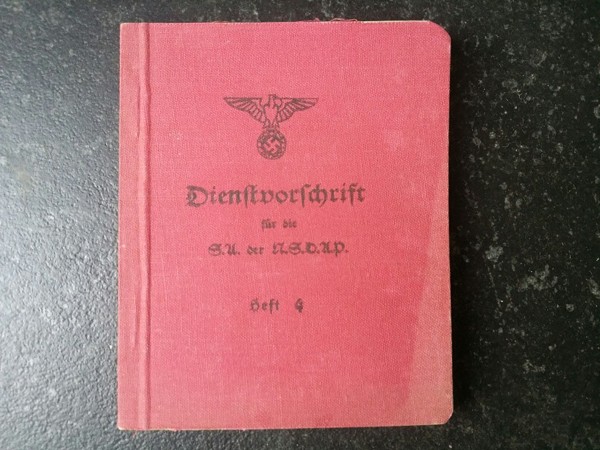 Dienstvorschrift
für die
S.A. der N.S.D.A.P.
Heft 4